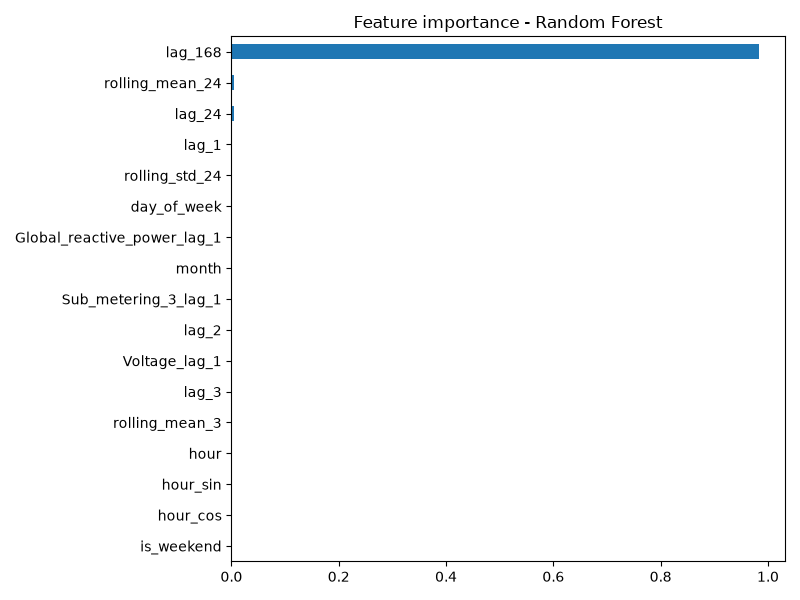 Feature importance - Random Forest
lag_168
rolling_mean_24
lag_24
lag_1
rolling_std_24
day_of_week
Global_reactive_power_lag_1
month
Sub_metering_3_lag_1
lag_2
Voltage_lag_1
lag_3
rolling_mean_3
hour
hour_sin
hour_cos
is_weekend
0.0 0.2 0.4 0.6 0.8 1.0